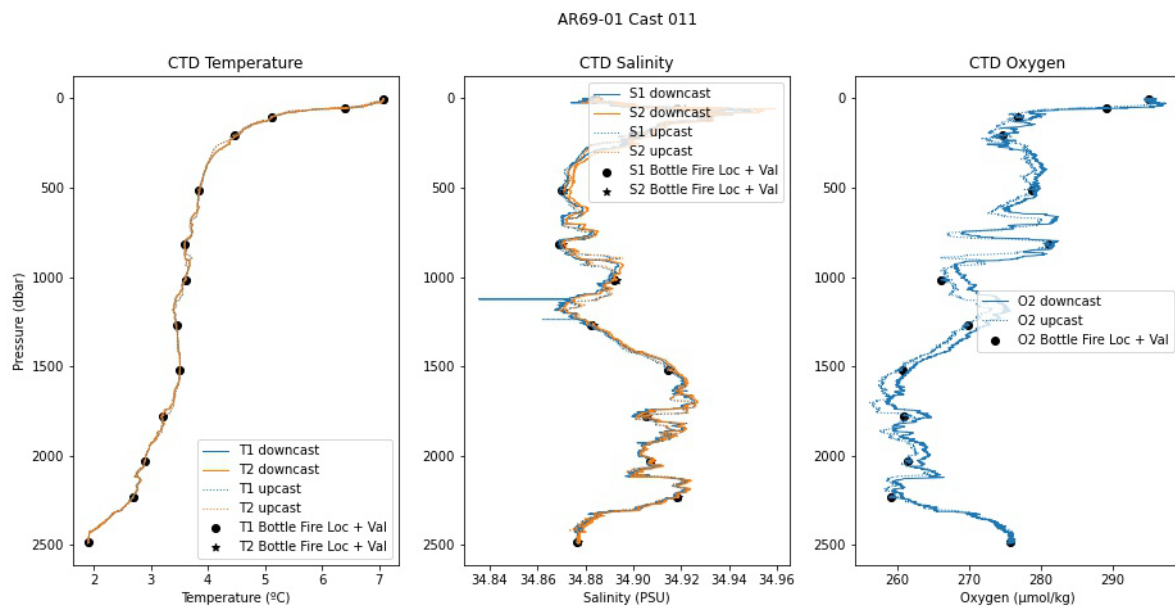 AR69-01 Cast 011
CTD Temperature
0
500
1000
1500
2000
2500
Pressure (dbar)
T1 downcast
T2 downcast
T1 upcast
T2 upcast
T1 Bottle Fire Loc + Val
T2 Bottle Fire Loc + Val
2 3 4 5 6 7
Temperature (ºC)
CTD Salinity
S1 downcast
S2 downcast
S1 upcast
S2 upcast
S1 Bottle Fire Loc + Val
S2 Bottle Fire Loc + Val
0
500
1000
1500
2000
2500
34.84 34.86 34.88 34.90 34.92 34.94 34.96
Salinity (PSU)
CTD Oxygen
0
500
1000
1500
2000
2500
O2 downcast
O2 upcast
O2 Bottle Fire Loc + Val
260 270 280 290
Oxygen (μmol/kg)